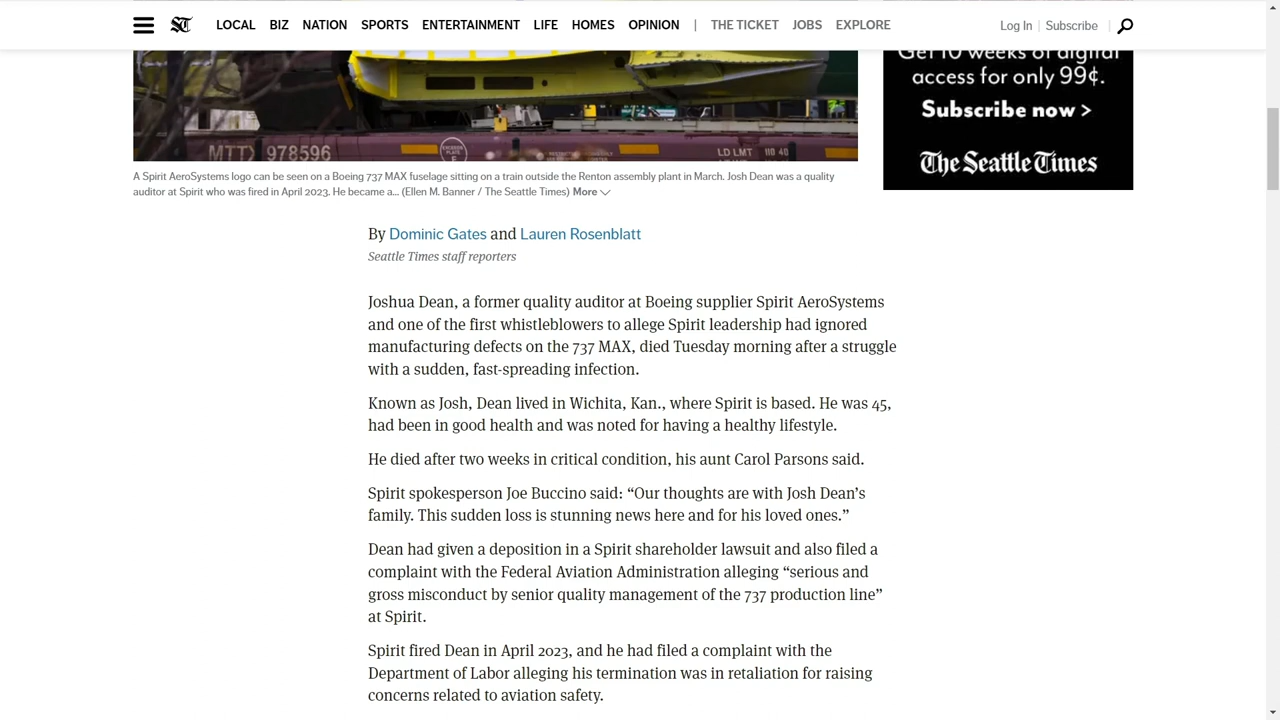 LOCAL BIZ NATION SPORTS ENTERTAINMENT LIFE HOMES OPINION | THE TICKET JOBS EXPLORE Log In | Subscribe |
Get 10 weeks of digital
access for only 99¢.
Subscribe now >
The Seattle Times
MTTX 978596
EXCESS
PLATE
LD LMT
A Spirit AeroSystems logo can be seen on a Boeing 737 MAX fuselage sitting on a train outside the Renton assembly plant in March. Josh Dean was a quality
auditor at Spirit who was fired in April 2023. He became a... (Ellen M. Banner / The Seattle Times) More
By Dominic Gates and Lauren Rosenblatt
Seattle Times staff reporters
Joshua Dean, a former quality auditor at Boeing supplier Spirit AeroSystems
and one of the first whistleblowers to allege Spirit leadership had ignored
manufacturing defects on the 737 MAX, died Tuesday morning after a struggle
with a sudden, fast-spreading infection.
Known as Josh, Dean lived in Wichita, Kan., where Spirit is based. He was 45,
had been in good health and was noted for having a healthy lifestyle.
He died after two weeks in critical condition, his aunt Carol Parsons said.
Spirit spokesperson Joe Buccino said: “Our thoughts are with Josh Dean’s
family. This sudden loss is stunning news here and for his loved ones.”
Dean had given a deposition in a Spirit shareholder lawsuit and also filed a
complaint with the Federal Aviation Administration alleging “serious and
gross misconduct by senior quality management of the 737 production line”
at Spirit.
Spirit fired Dean in April 2023, and he had filed a complaint with the
Department of Labor alleging his termination was in retaliation for raising
concerns related to aviation safety.